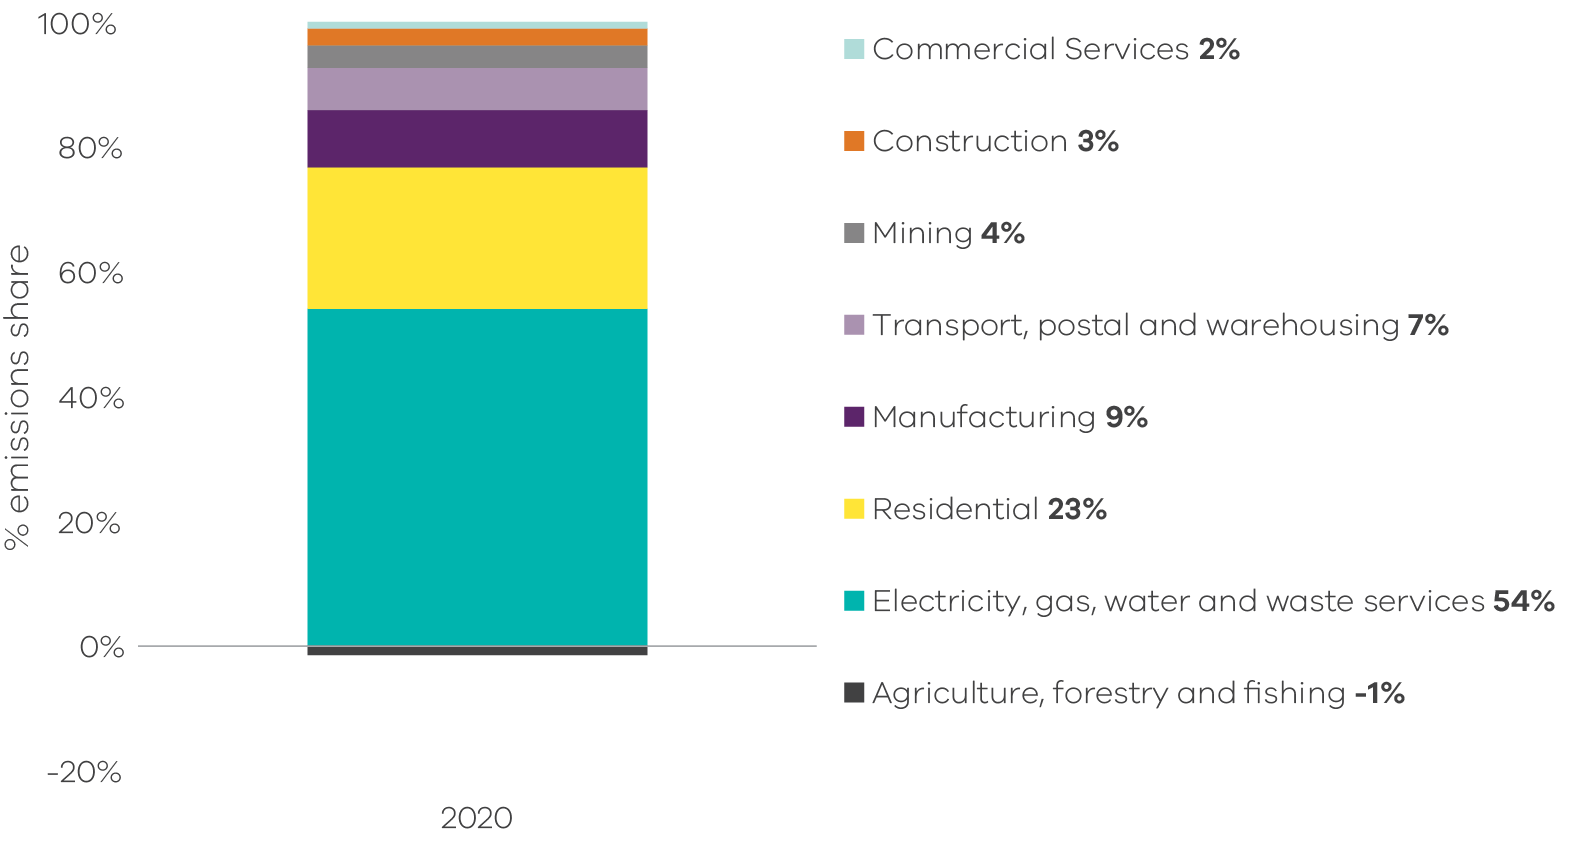 100%
80%
60%
40%
20%
0%
-20%
% emissions share
2020
Commercial Services 2%
Construction 3%
Mining 4%
Transport, postal and warehousing 7%
Manufacturing 9%
Residential 23%
Electricity, gas, water and waste services 54%
Agriculture, forestry and fishing -1%